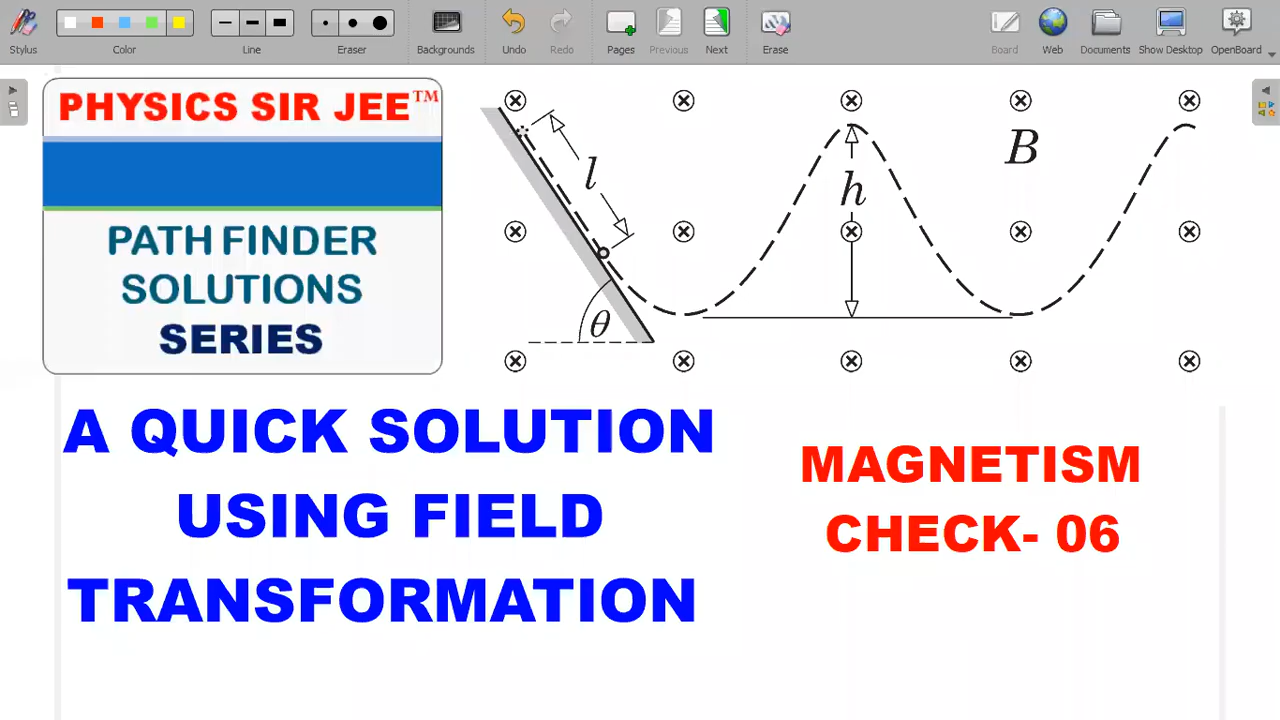 Stylus
Color
Line
Eraser
Backgrounds
Undo
Redo
Pages
Previous
Next
Erase
Board
Web
Documents
Show Desktop
OpenBoard
PHYSICS SIR JEE™
PATH FINDER
SOLUTIONS
SERIES
l
h
B
θ
A QUICK SOLUTION
USING FIELD
TRANSFORMATION
MAGNETISM
CHECK- 06